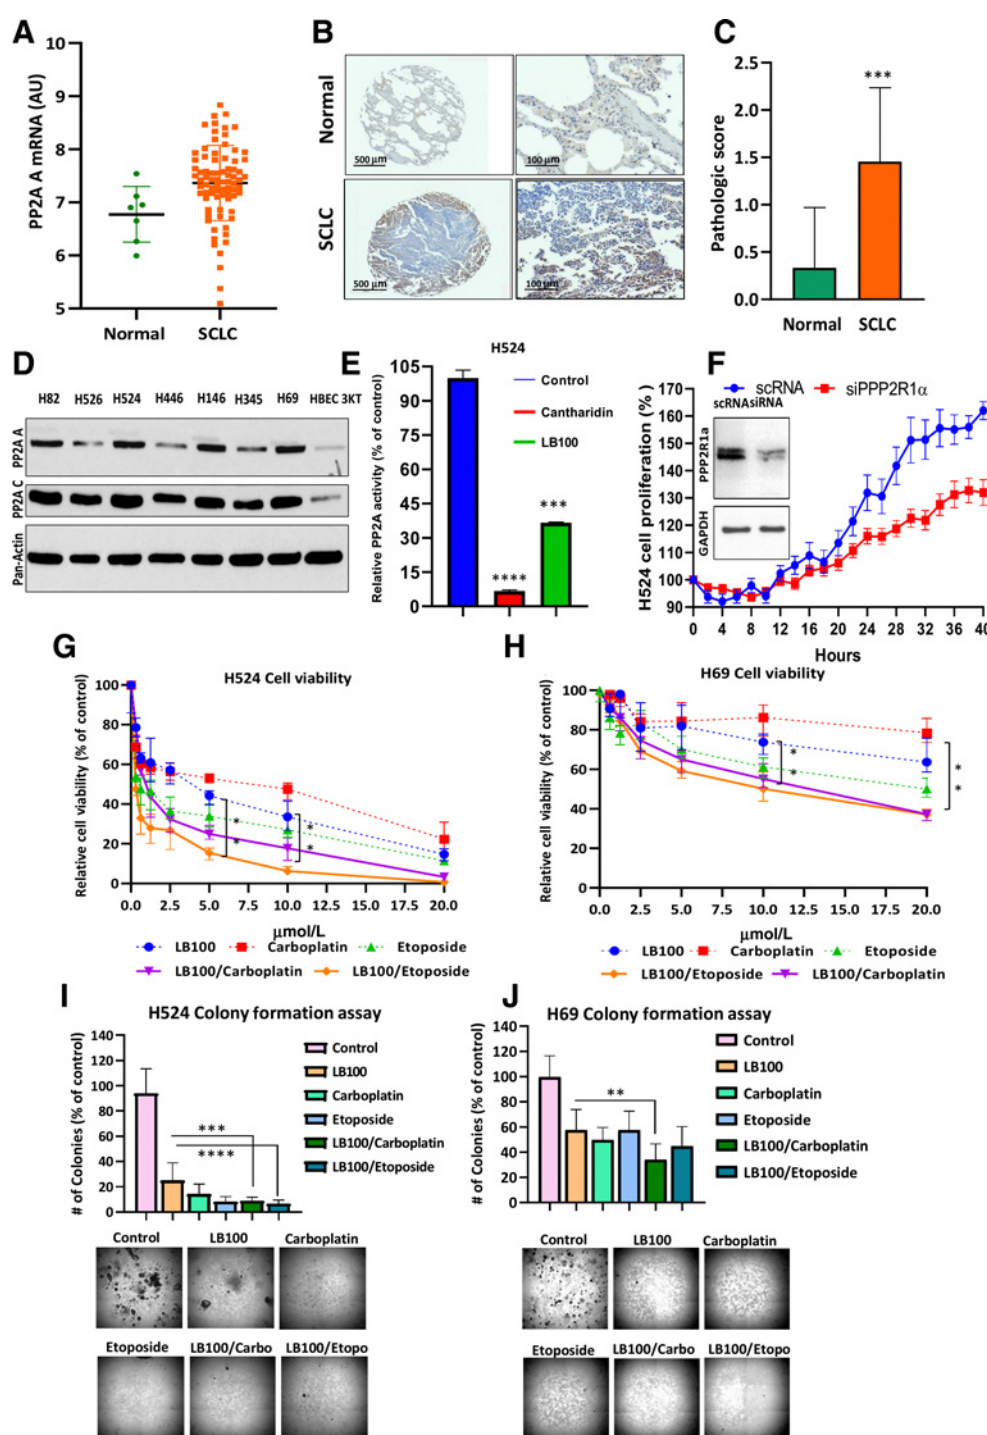 A
PP2A A mRNA (AU)
10
9
8
7
6
5
Normal
SCLC
B
Normal
500 µm
100 µm
SCLC
500 µm
100 µm
C
Pathologic score
2.5
2.0
1.5
1.0
0.5
0.0
***
Normal
SCLC
D
H82 H526 H524 H446 H146 H345 H69 HBEC 3KT
PP2A A
PP2A C
Pan-Actin
E
H524
Relative PP2A activity (% of control)
105
90
75
60
45
30
15
0
Control
Cantharidin
LB100
****
***
F
scRNA siPPP2R1α
H524 cell proliferation (% )
170
160
150
140
130
120
110
100
90
scRNAsiRNA
PPP2R1a
GAPDH
0 4 8 12 16 20 24 28 32 36 40
Hours
G
H524 Cell viability
Relative cell viability (% of control)
100
80
60
40
20
0
* *
* *
0.0 2.5 5.0 7.5 10.0 12.5 15.0 17.5 20.0
µmol/L
LB100 Carboplatin Etoposide
LB100/Carboplatin LB100/Etoposide
H
H69 Cell viability
Relative cell viability (% of control)
100
80
60
40
20
0
* *
* *
0.0 2.5 5.0 7.5 10.0 12.5 15.0 17.5 20.0
µmol/L
LB100 Carboplatin Etoposide
LB100/Etoposide LB100/Carboplatin
I
H524 Colony formation assay
# of Colonies (% of control)
140
120
100
80
60
40
20
0
***
****
Control
LB100
Carboplatin
Etoposide
LB100/Carboplatin
LB100/Etoposide
Control LB100 Carboplatin
Etoposide LB100/Carbo LB100/Etopo
J
H69 Colony formation assay
# of Colonies (% of control)
140
120
100
80
60
40
20
0
**
Control
LB100
Carboplatin
Etoposide
LB100/Carboplatin
LB100/Etoposide
Control LB100 Carboplatin
Etoposide LB100/Carbo LB100/Etopo